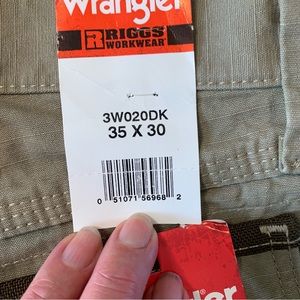 Wrangler
R RIGGS
WORKWEAR
3W020DK
35 X 30
0 51071 56968 2